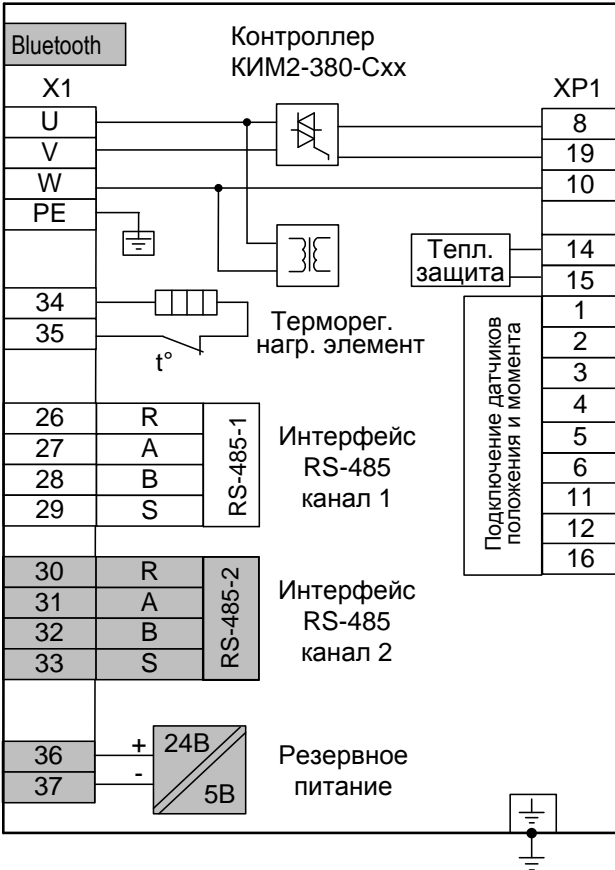 Bluetooth
Контроллер
КИМ2-380-Схх
X1
XP1
U
V
W
PE
8
19
10
Тепл.
защита
14
15
34
35
t°
Терморег.
нагр. элемент
Подключение датчиков
положения и момента
1
2
3
4
5
6
11
12
16
26 R
27 A
28 B
29 S
RS-485-1
Интерфейс
RS-485
канал 1
30 R
31 A
32 B
33 S
RS-485-2
Интерфейс
RS-485
канал 2
36 +
37 -
24В
5В
Резервное
питание